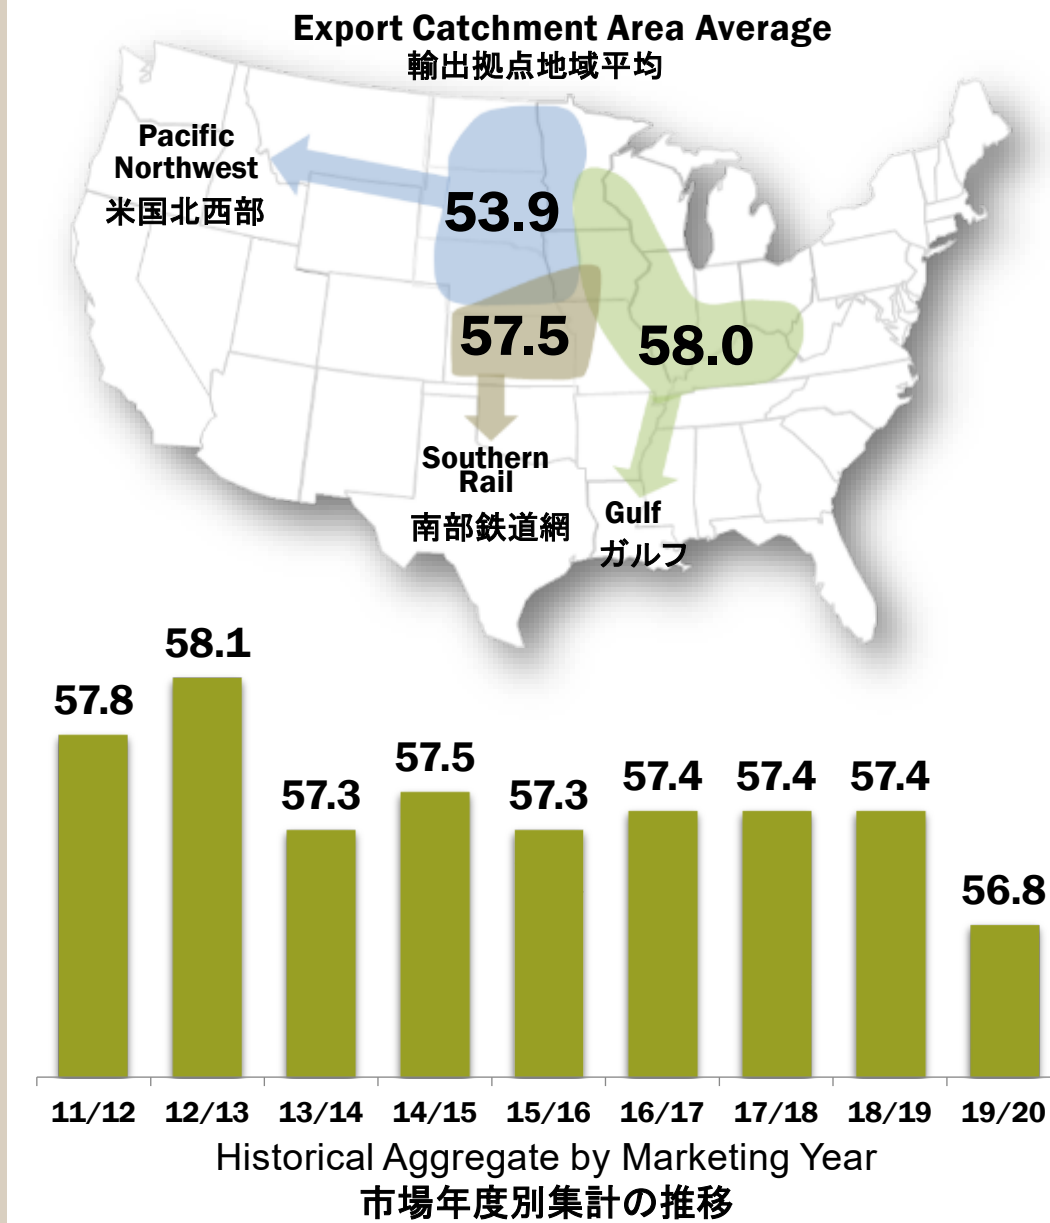 Export Catchment Area Average
輸出拠点地域平均
Pacific
Northwest
米国北西部
53.9
57.5
58.0
Southern
Rail
南部鉄道網
Gulf
ガルフ
57.8
58.1
57.3
57.5
57.3
57.4
57.4
57.4
56.8
11/12 12/13 13/14 14/15 15/16 16/17 17/18 18/19 19/20
Historical Aggregate by Marketing Year
市場年度別集計の推移